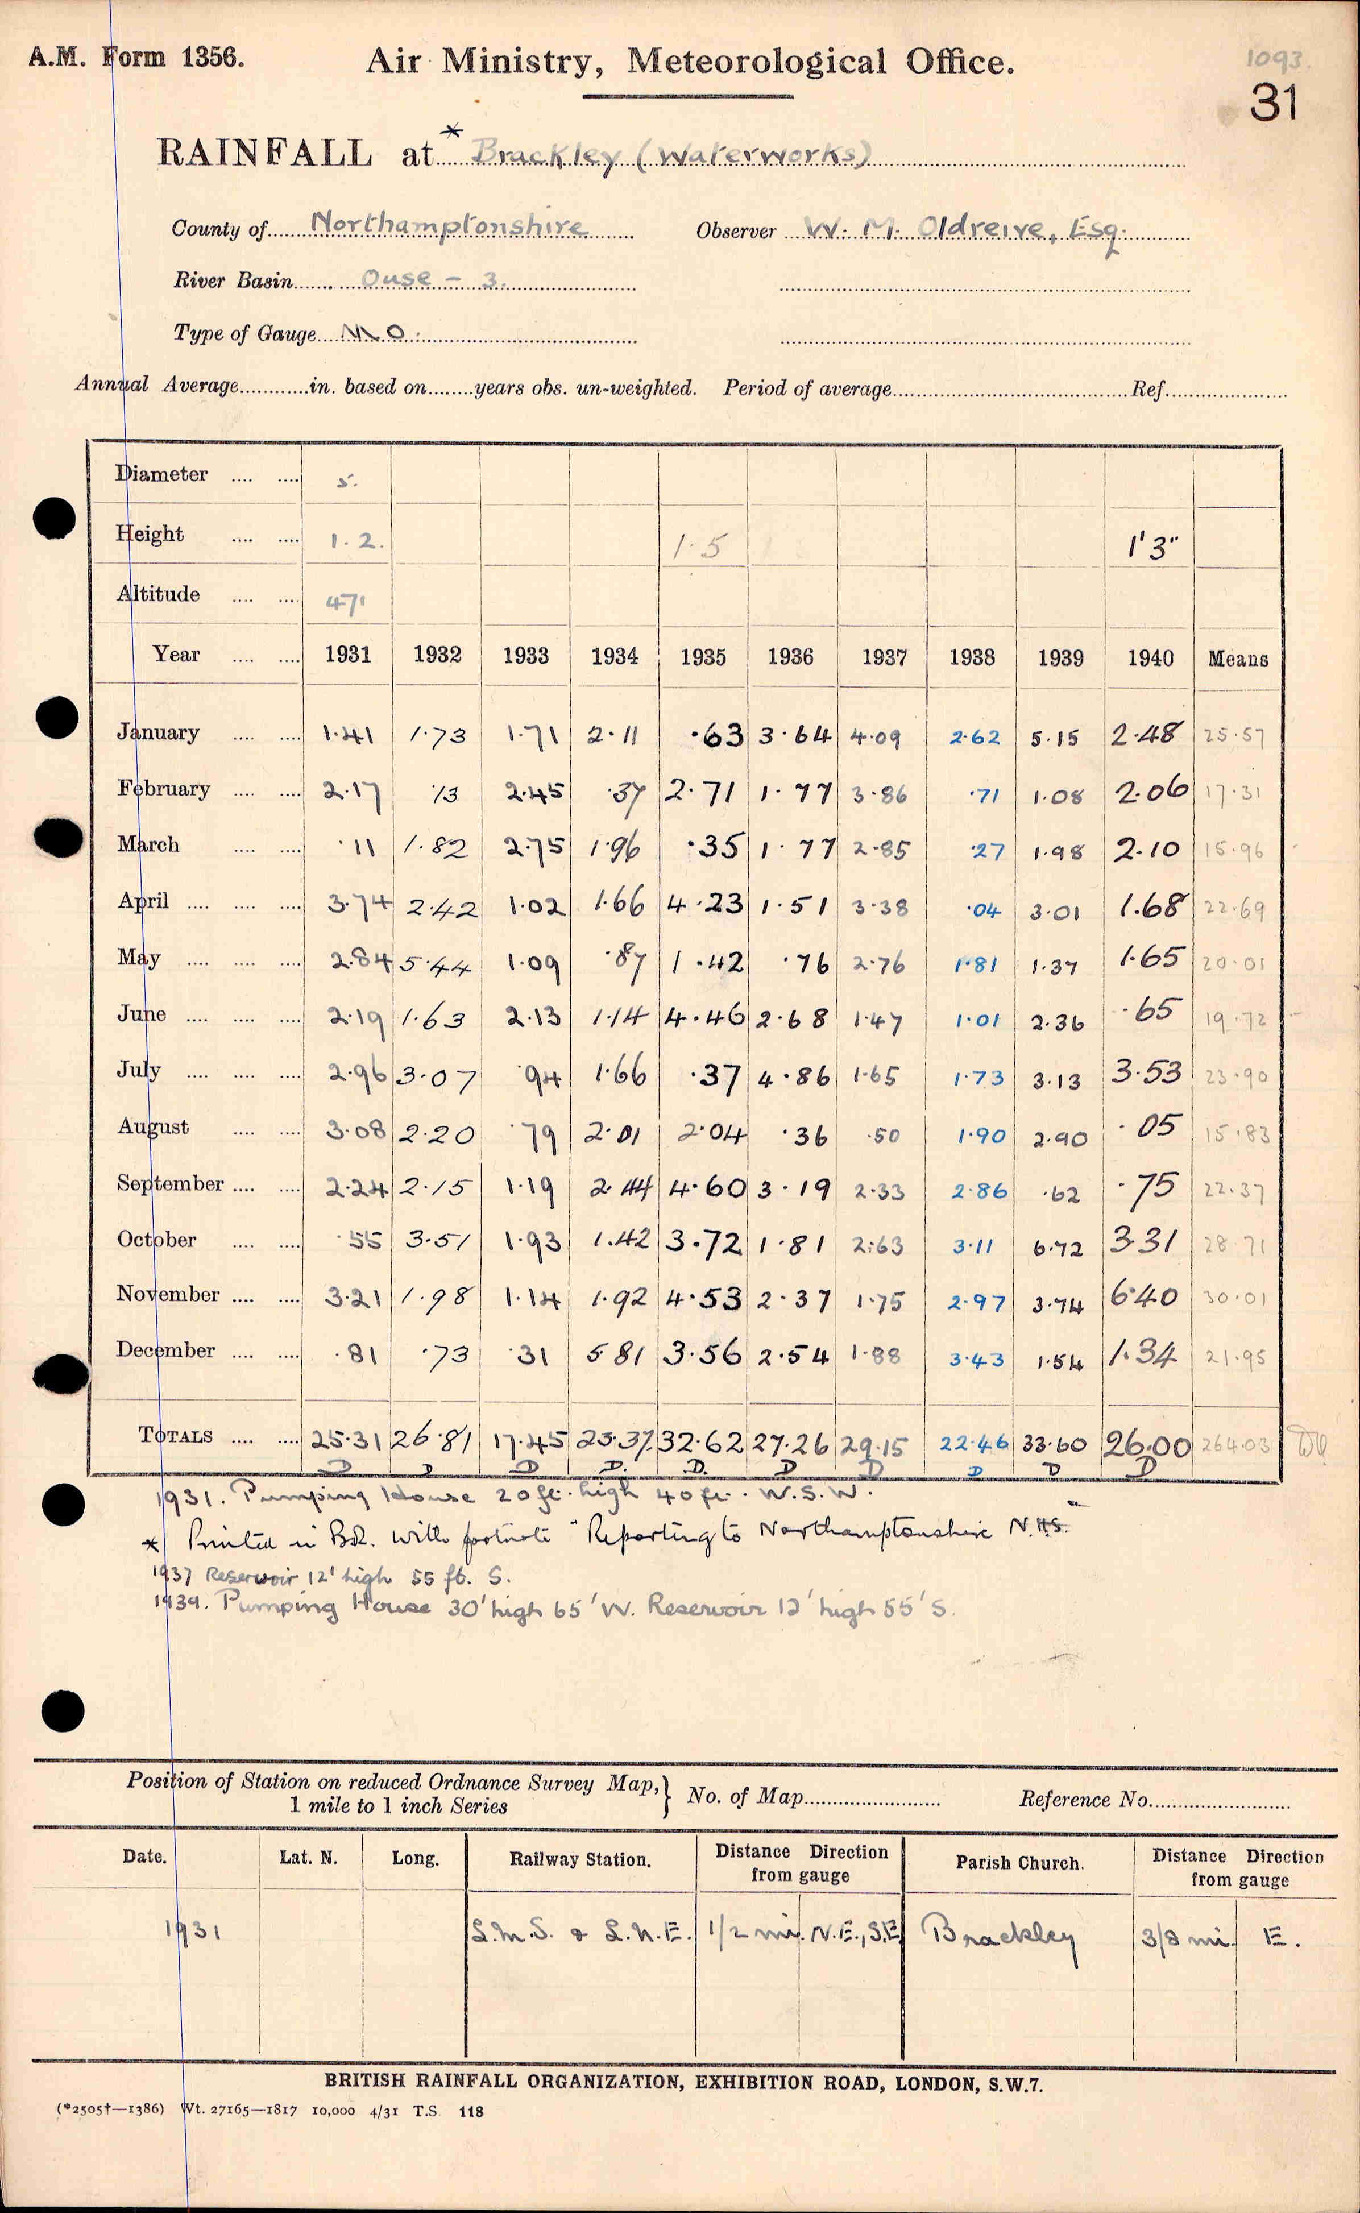 A.M. Form 1356.
Air Ministry, Meteorological Office.
1093.
31
RAINFALL at * Brackley (Waterworks)
County of Northamptonshire Observer W. M. Oldreive, Esq.
River Basin Ouse - 3.
Type of Gauge M O.
Annual Average in. based on years obs. un-weighted. Period of average Ref.
Diameter 5.
Height 1.2. 1.5 1'3"
Altitude 471
Year 1931 1932 1933 1934 1935 1936 1937 1938 1939 1940 Means
January 1.41 1.73 1.71 2.11 .63 3.64 4.09 2.62 5.15 2.48 25.57
February 2.17 .13 2.45 .37 2.71 1.77 3.86 .71 1.08 2.06 17.31
March .11 1.82 2.75 1.96 .35 1.77 2.85 .27 1.98 2.10 15.96
April 3.74 2.42 1.02 1.66 4.23 1.51 3.38 .04 3.01 1.68 22.69
May 2.84 5.44 1.09 .87 1.42 .76 2.76 1.81 1.37 1.65 20.01
June 2.19 1.63 2.13 1.14 4.46 2.68 1.47 1.01 2.36 .65 19.72
July 2.96 3.07 .94 1.66 .37 4.86 1.65 1.73 3.13 3.53 23.90
August 3.08 2.20 .79 2.01 2.04 .36 .50 1.90 2.90 .05 15.83
September 2.24 2.15 1.19 2.44 4.60 3.19 2.33 2.86 .62 .75 22.37
October .55 3.51 1.93 1.42 3.72 1.81 2.63 3.11 6.72 3.31 28.71
November 3.21 1.98 1.14 1.92 4.53 2.37 1.75 2.97 3.74 6.40 30.01
December .81 .73 .31 5.81 3.56 2.54 1.88 3.43 1.54 1.34 21.95
TOTALS 25.31 26.81 17.45 23.37 32.62 27.26 29.15 22.46 33.60 26.00 264.03
D D D D. D. D D D D D
1931. Pumping House 20 ft. high 40 ft. W.S.W.
* Printed in B.R. with footnote "Reporting to Northamptonshire N.H.S."
1937 Reservoir 12' high 55 ft. S.
1939. Pumping House 30' high 65' W. Reservoir 12' high 55' S.
Position of Station on reduced Ordnance Survey Map, 1 mile to 1 inch Series } No. of Map Reference No.
Date. Lat. N. Long. Railway Station. Distance Direction from gauge Parish Church. Distance Direction from gauge
1931 L.M.S. & L.N.E. 1/2 mi. N.E., S.E. Brackley 3/8 mi. E.
BRITISH RAINFALL ORGANIZATION, EXHIBITION ROAD, LONDON, S.W.7.
(*2505†—1386) Wt. 27165—1817 10,000 4/31 T.S. 118